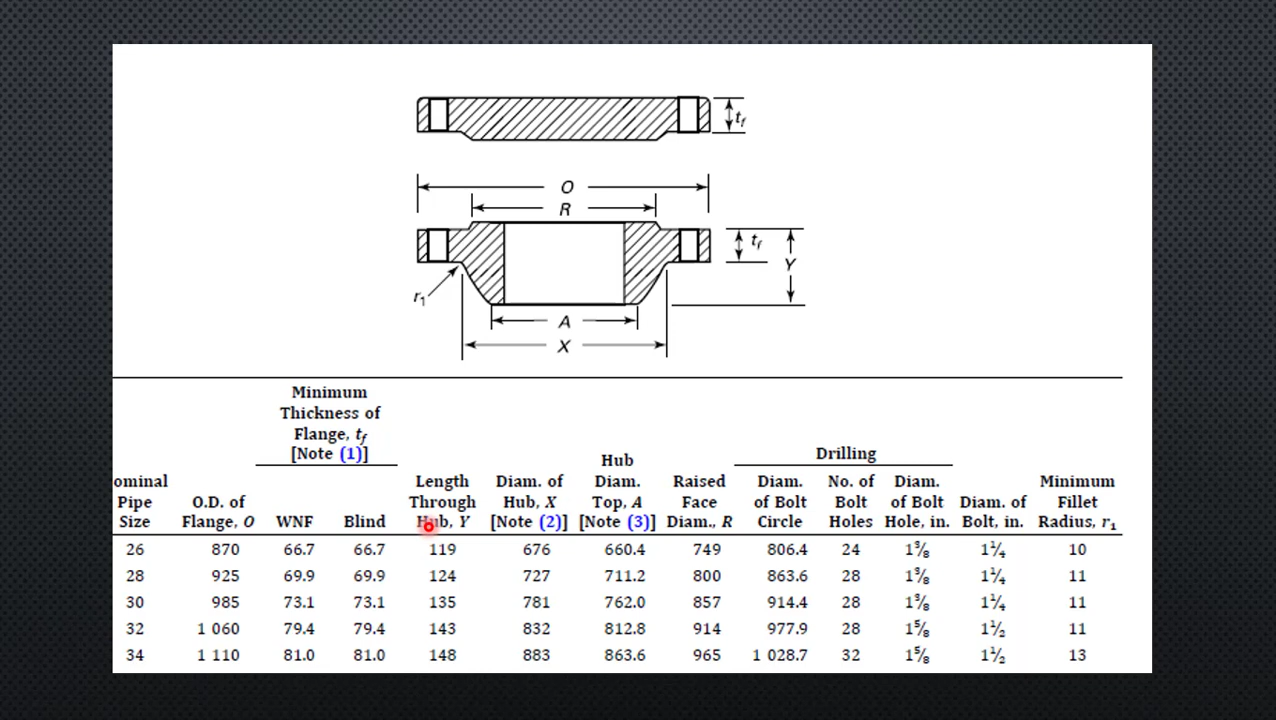 tf
O
R
tf
Y
r1
A
X
Minimum
Thickness of
Flange, tf
[Note (1)]
Drilling
Hub
ominal Length Diam. of Diam. Raised Diam. No. of Diam. Minimum
Pipe O.D. of Through Hub, X Top, A Face of Bolt Bolt of Bolt Diam. of Fillet
Size Flange, O WNF Blind Hub, Y [Note (2)] [Note (3)] Diam., R Circle Holes Hole, in. Bolt, in. Radius, r1
26 870 66.7 66.7 119 676 660.4 749 806.4 24 1⅜ 1¼ 10
28 925 69.9 69.9 124 727 711.2 800 863.6 28 1⅜ 1¼ 11
30 985 73.1 73.1 135 781 762.0 857 914.4 28 1⅜ 1¼ 11
32 1 060 79.4 79.4 143 832 812.8 914 977.9 28 1⅝ 1½ 11
34 1 110 81.0 81.0 148 883 863.6 965 1 028.7 32 1⅝ 1½ 13